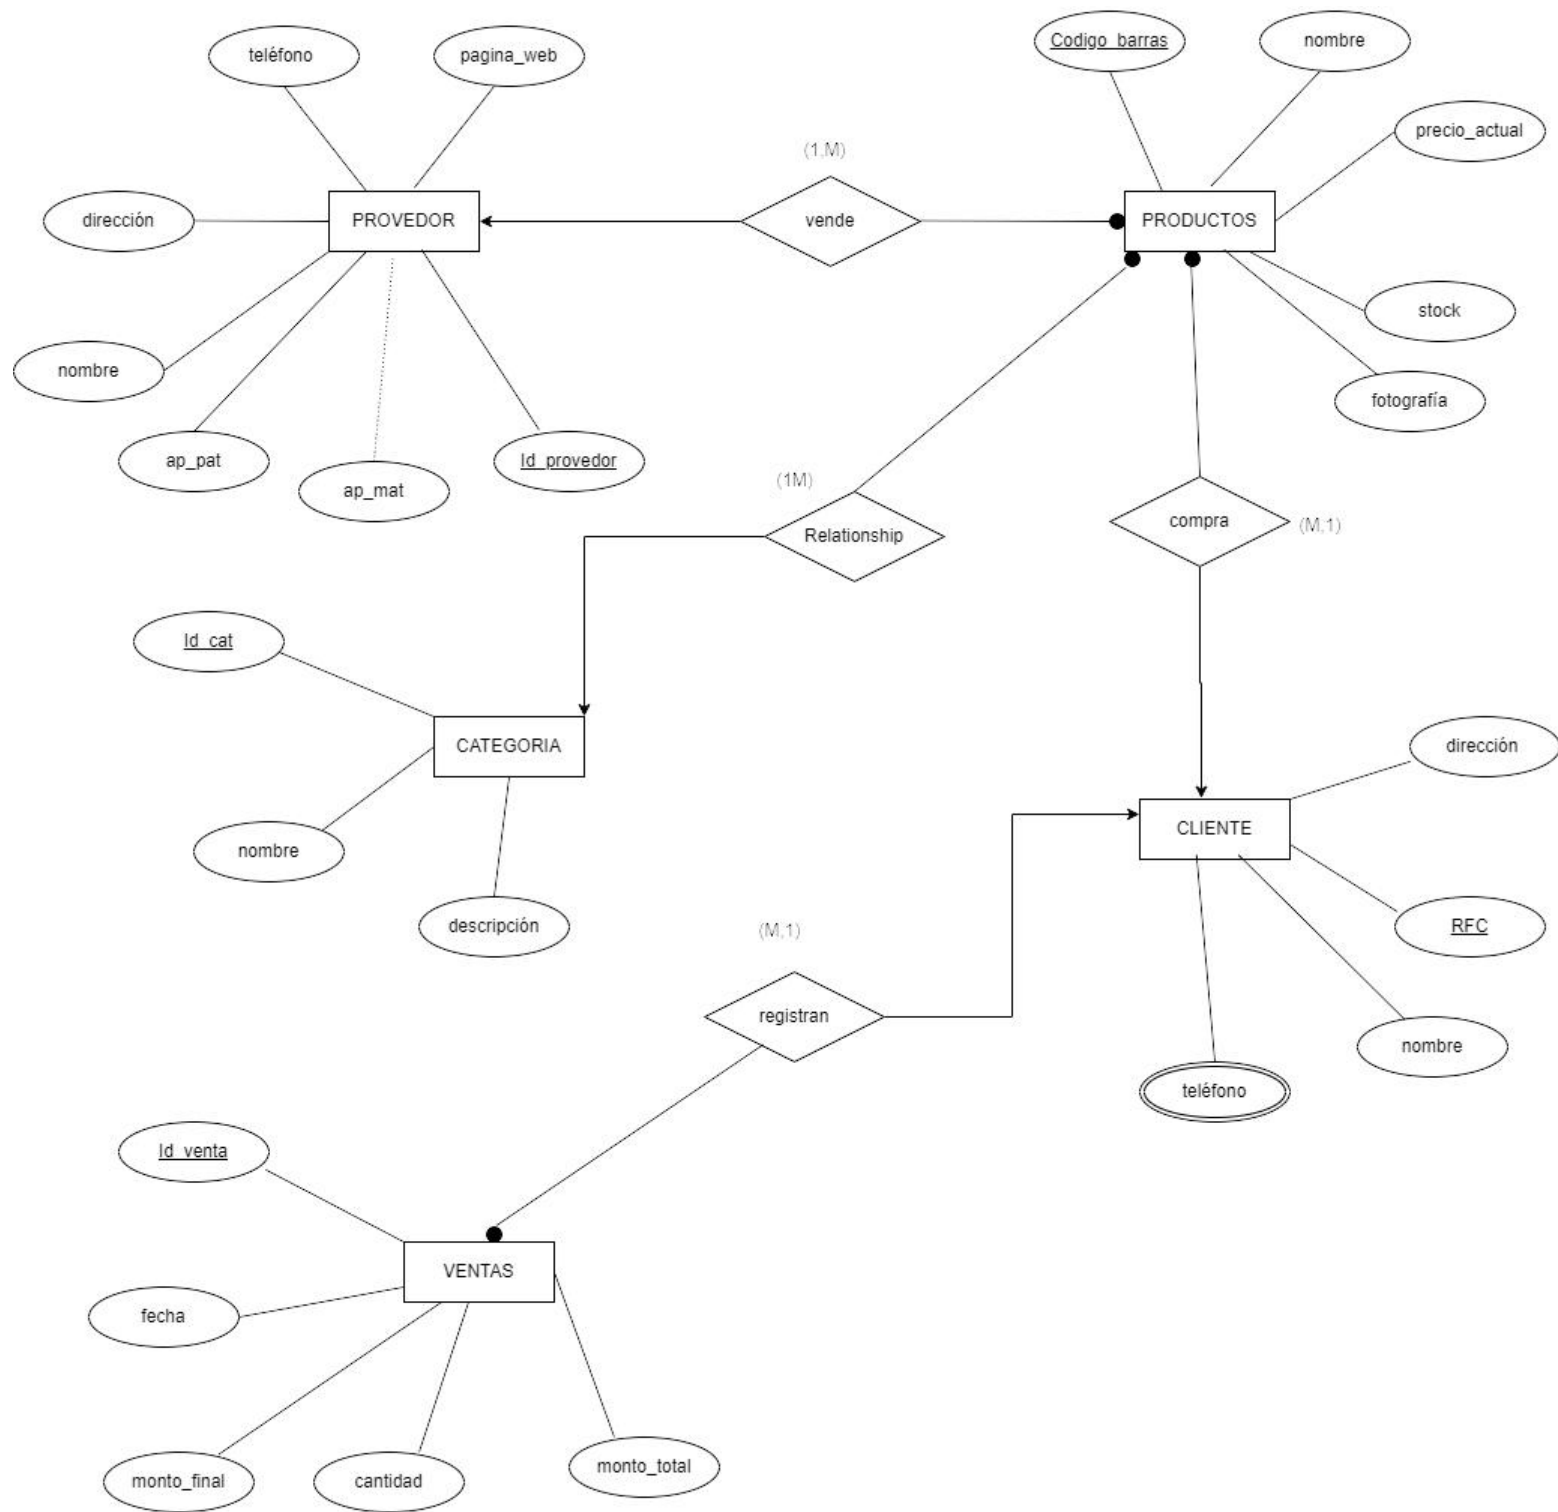 teléfono
pagina_web
Codigo_barras
nombre
precio_actual
(1,M)
dirección
PROVEDOR
vende
PRODUCTOS
stock
nombre
fotografía
ap_pat
Id_provedor
ap_mat
(1M)
Relationship
compra
(M,1)
Id_cat
CATEGORIA
dirección
CLIENTE
nombre
descripción
RFC
(M,1)
registran
nombre
teléfono
Id_venta
VENTAS
fecha
monto_final
cantidad
monto_total